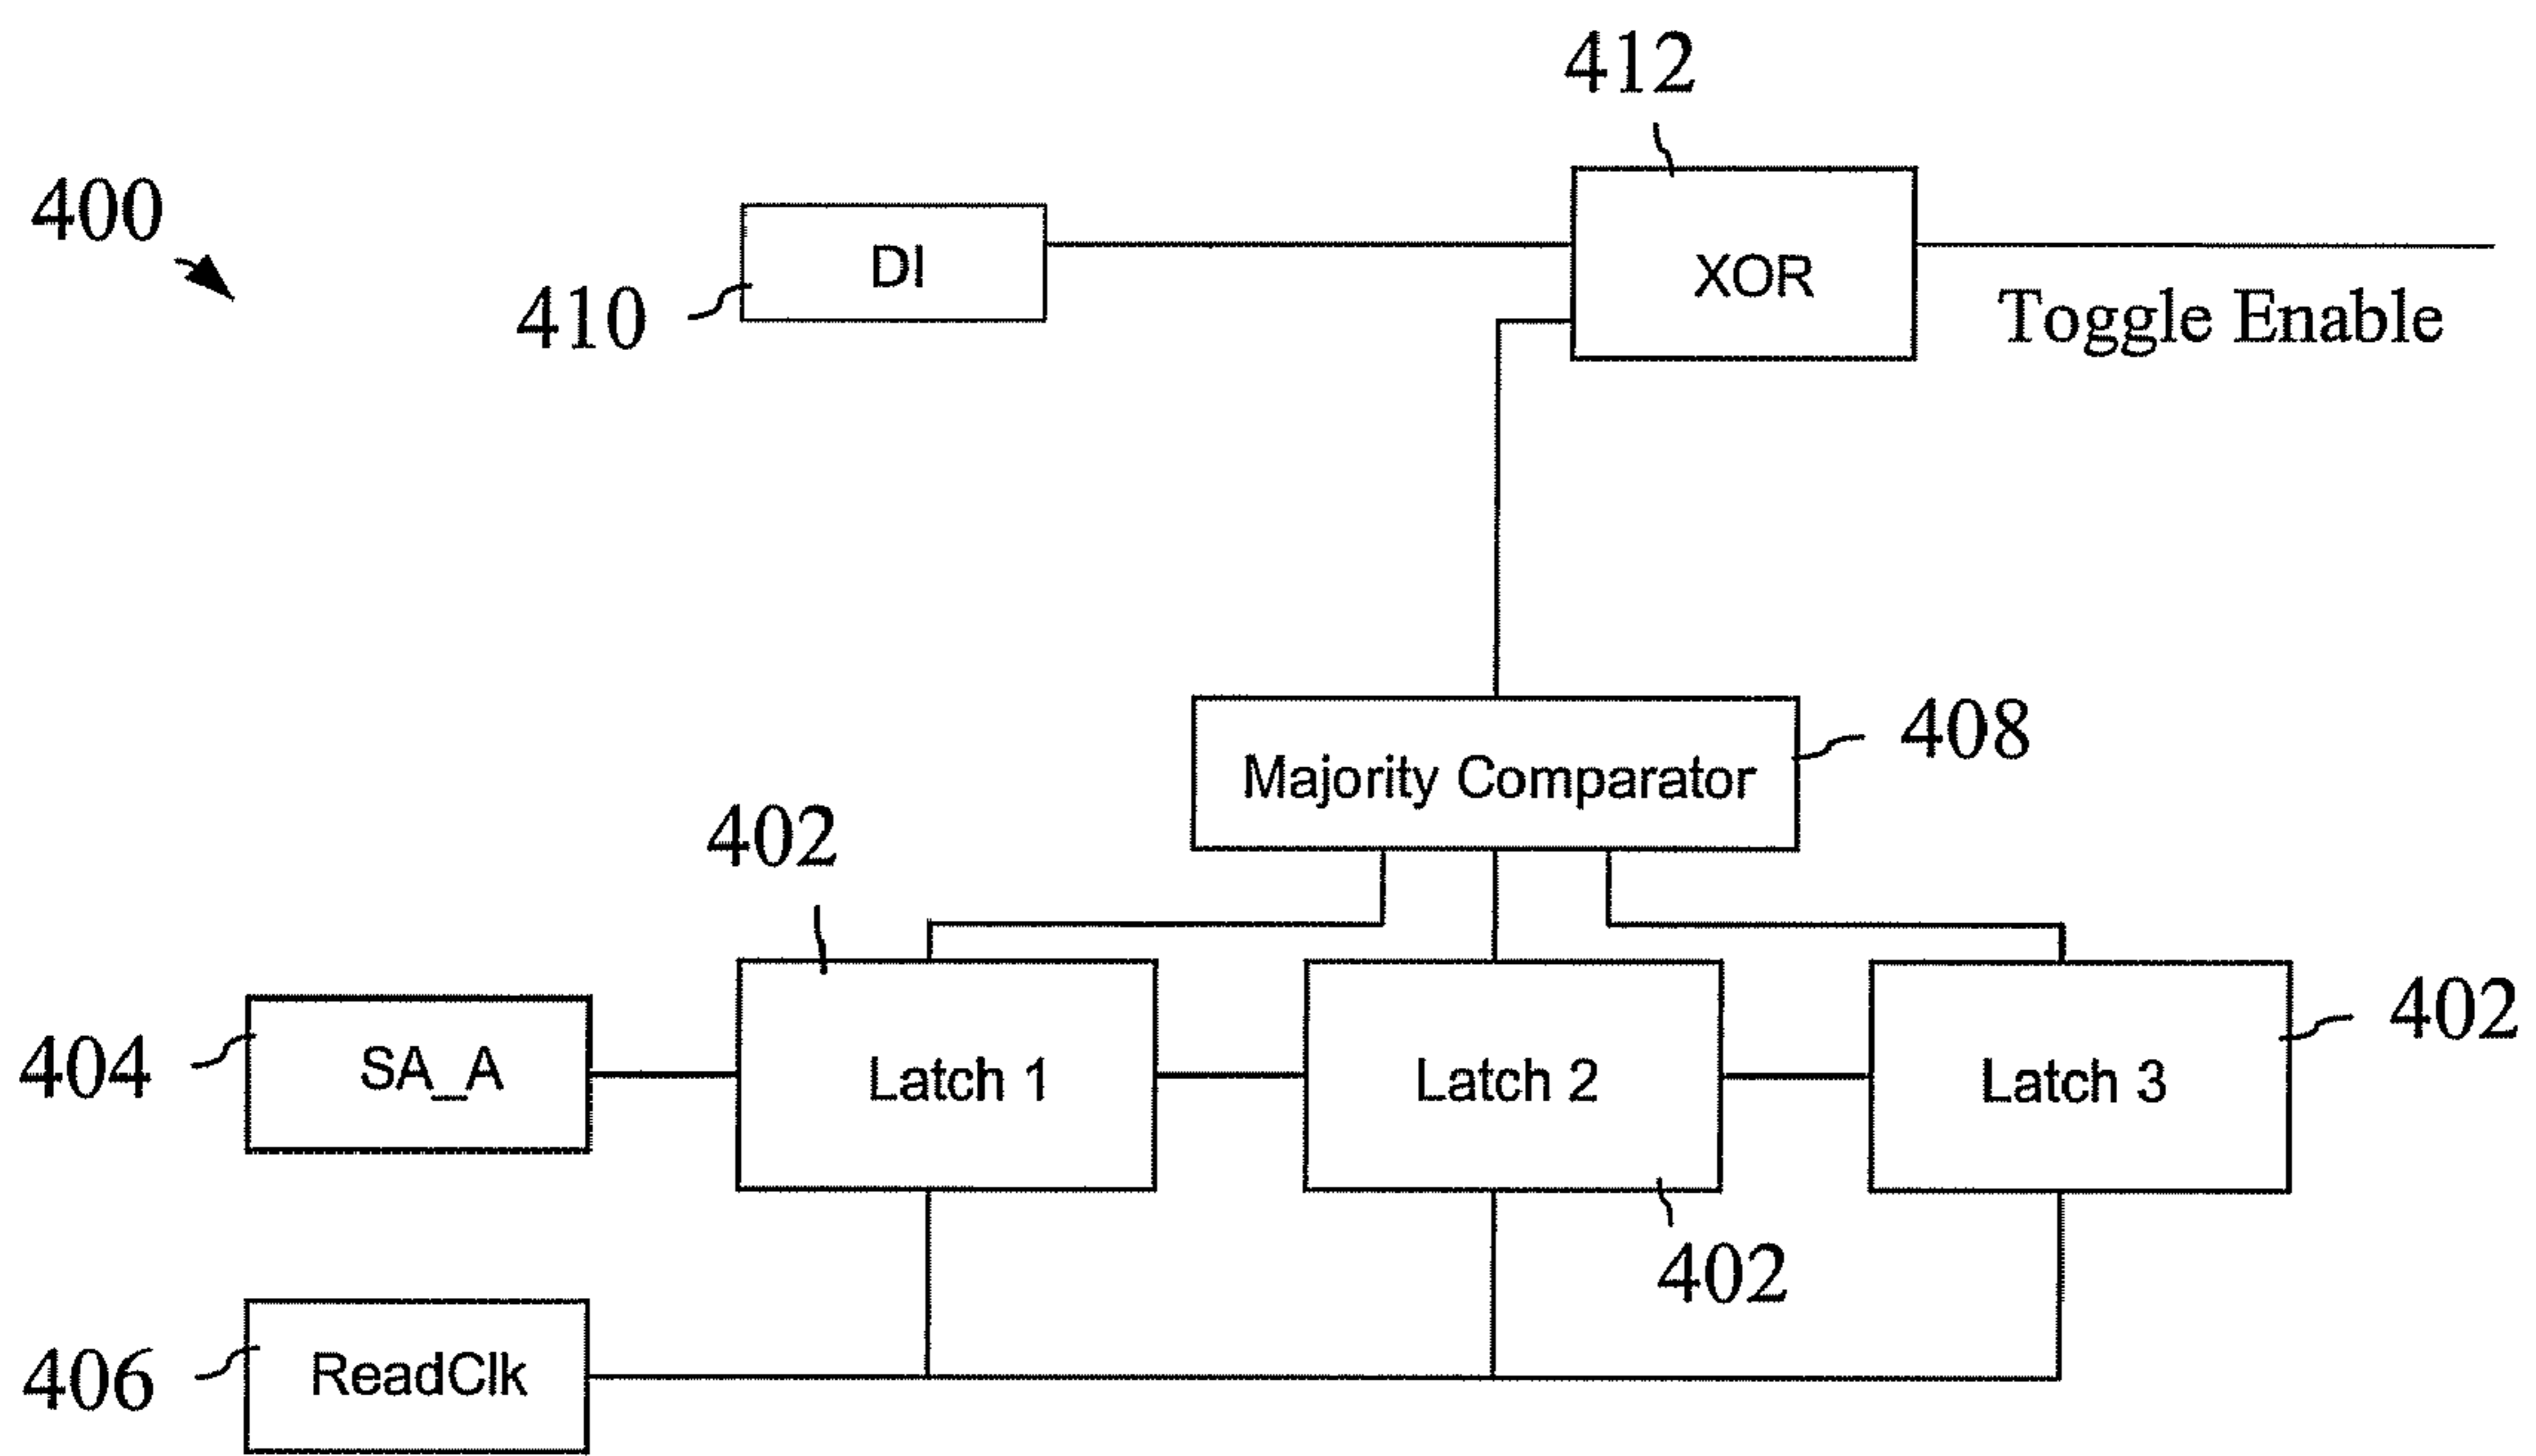 412
400
DI
XOR
410
Toggle Enable
408
Majority Comparator
402
402
404
SA_A
Latch 1
Latch 2
Latch 3
402
406
ReadClk